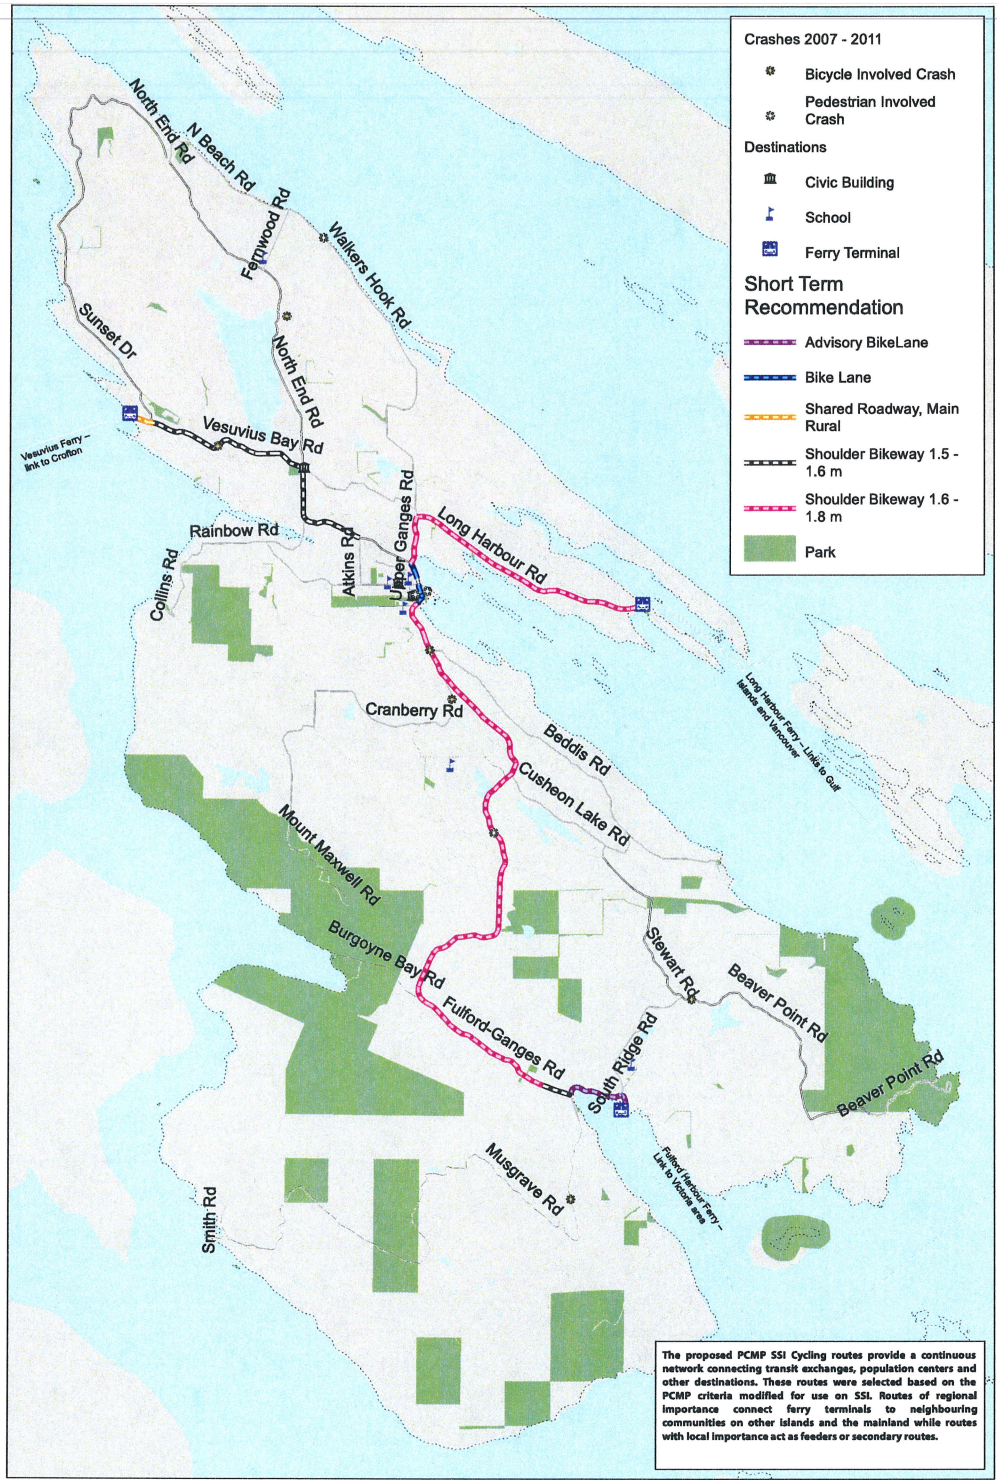 Crashes 2007 - 2011
Bicycle Involved Crash
Pedestrian Involved
Crash
Destinations
Civic Building
School
Ferry Terminal
Short Term
Recommendation
Advisory BikeLane
Bike Lane
Shared Roadway, Main
Rural
Shoulder Bikeway 1.5 -
1.6 m
Shoulder Bikeway 1.6 -
1.8 m
Park
North End Rd
N Beach Rd
Fernwood Rd
Walkers Hook Rd
Sunset Dr
North End Rd
Vesuvius Bay Rd
Vesuvius Ferry –
link to Crofton
Upper Ganges Rd
Long Harbour Rd
Rainbow Rd
Atkins Rd
Collins Rd
Long Harbour Ferry – Links to Gulf
Islands and Vancouver
Cranberry Rd
Beddis Rd
Cusheon Lake Rd
Mount Maxwell Rd
Burgoyne Bay Rd
Stewart Rd
Beaver Point Rd
Fulford-Ganges Rd
South Ridge Rd
Beaver Point Rd
Musgrave Rd
Fulford Harbour Ferry –
Link to Victoria area
Smith Rd
The proposed PCMP SSI Cycling routes provide a continuous
network connecting transit exchanges, population centers and
other destinations. These routes were selected based on the
PCMP criteria modified for use on SSI. Routes of regional
importance connect ferry terminals to neighbouring
communities on other islands and the mainland while routes
with local importance act as feeders or secondary routes.